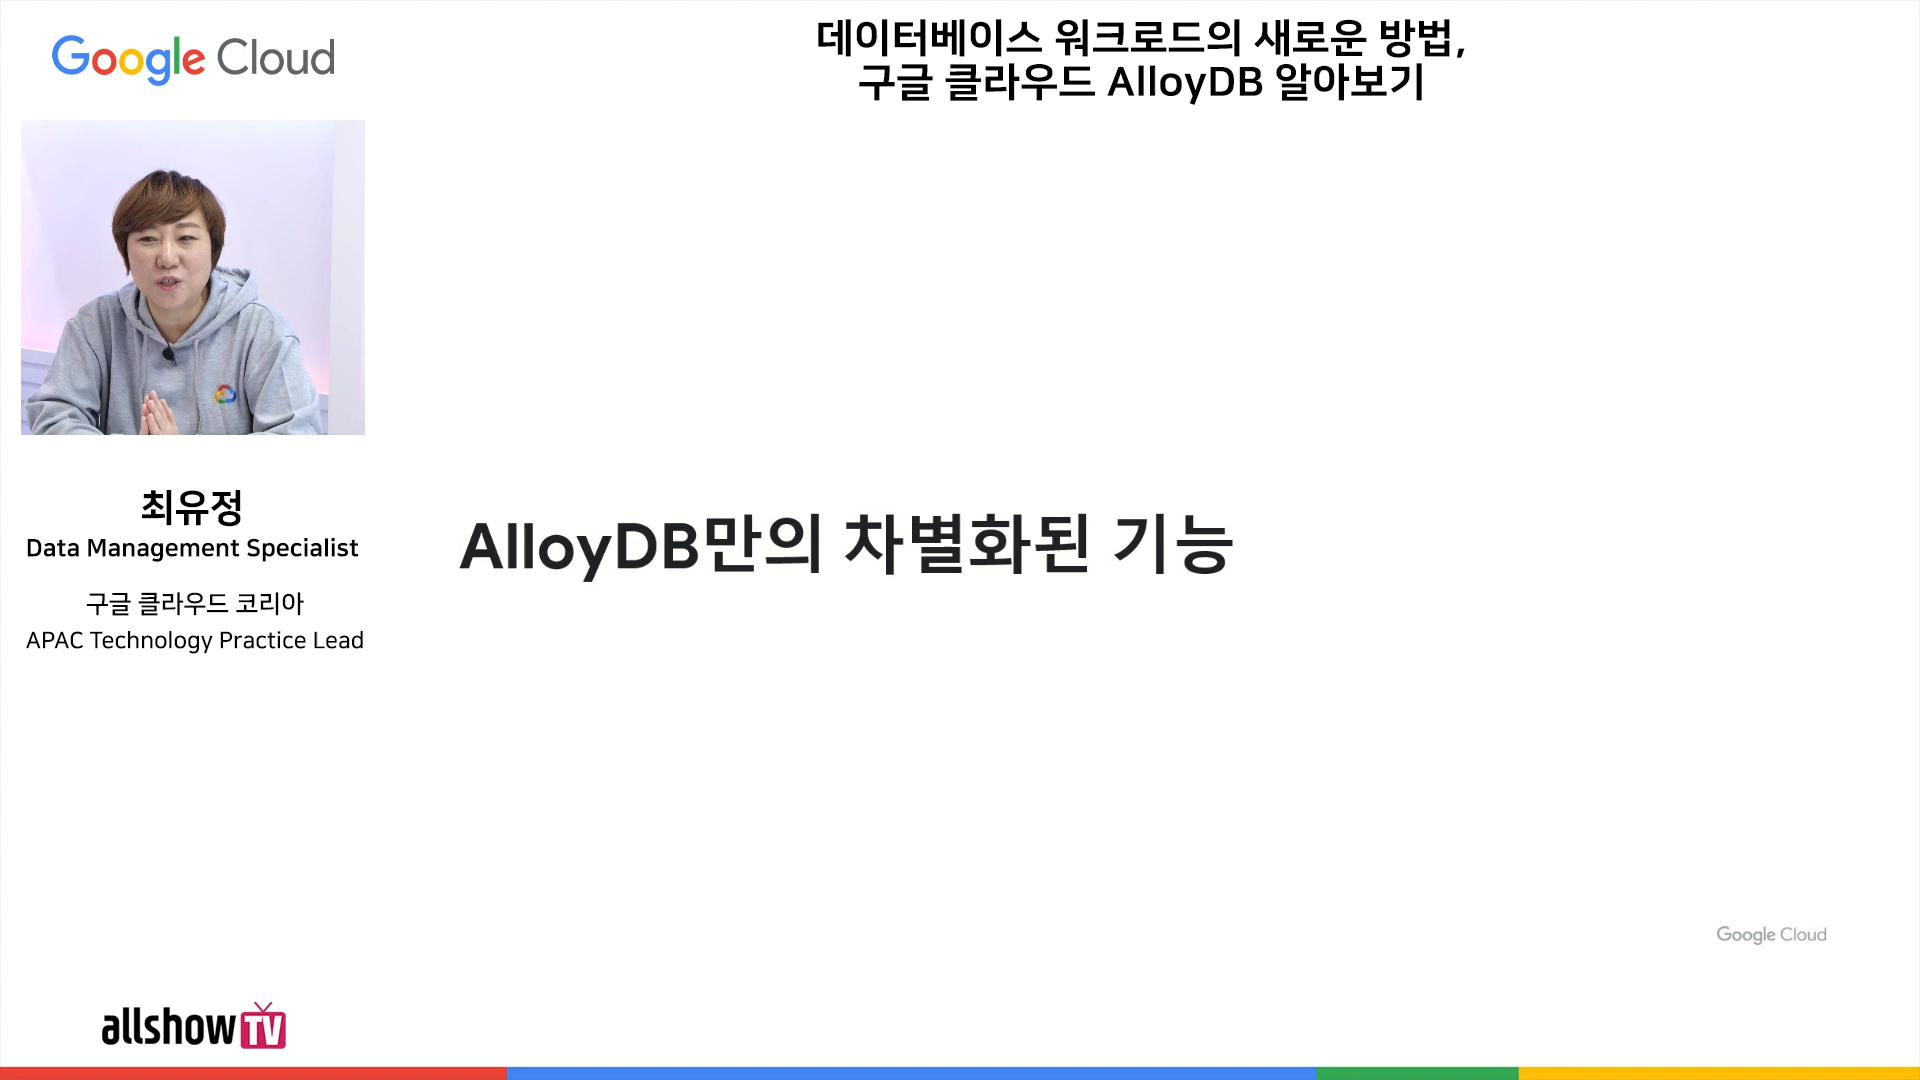 Google Cloud
데이터베이스 워크로드의 새로운 방법,
구글 클라우드 AlloyDB 알아보기
최유정
Data Management Specialist
구글 클라우드 코리아
APAC Technology Practice Lead
AlloyDB만의 차별화된 기능
Google Cloud
allshowTV